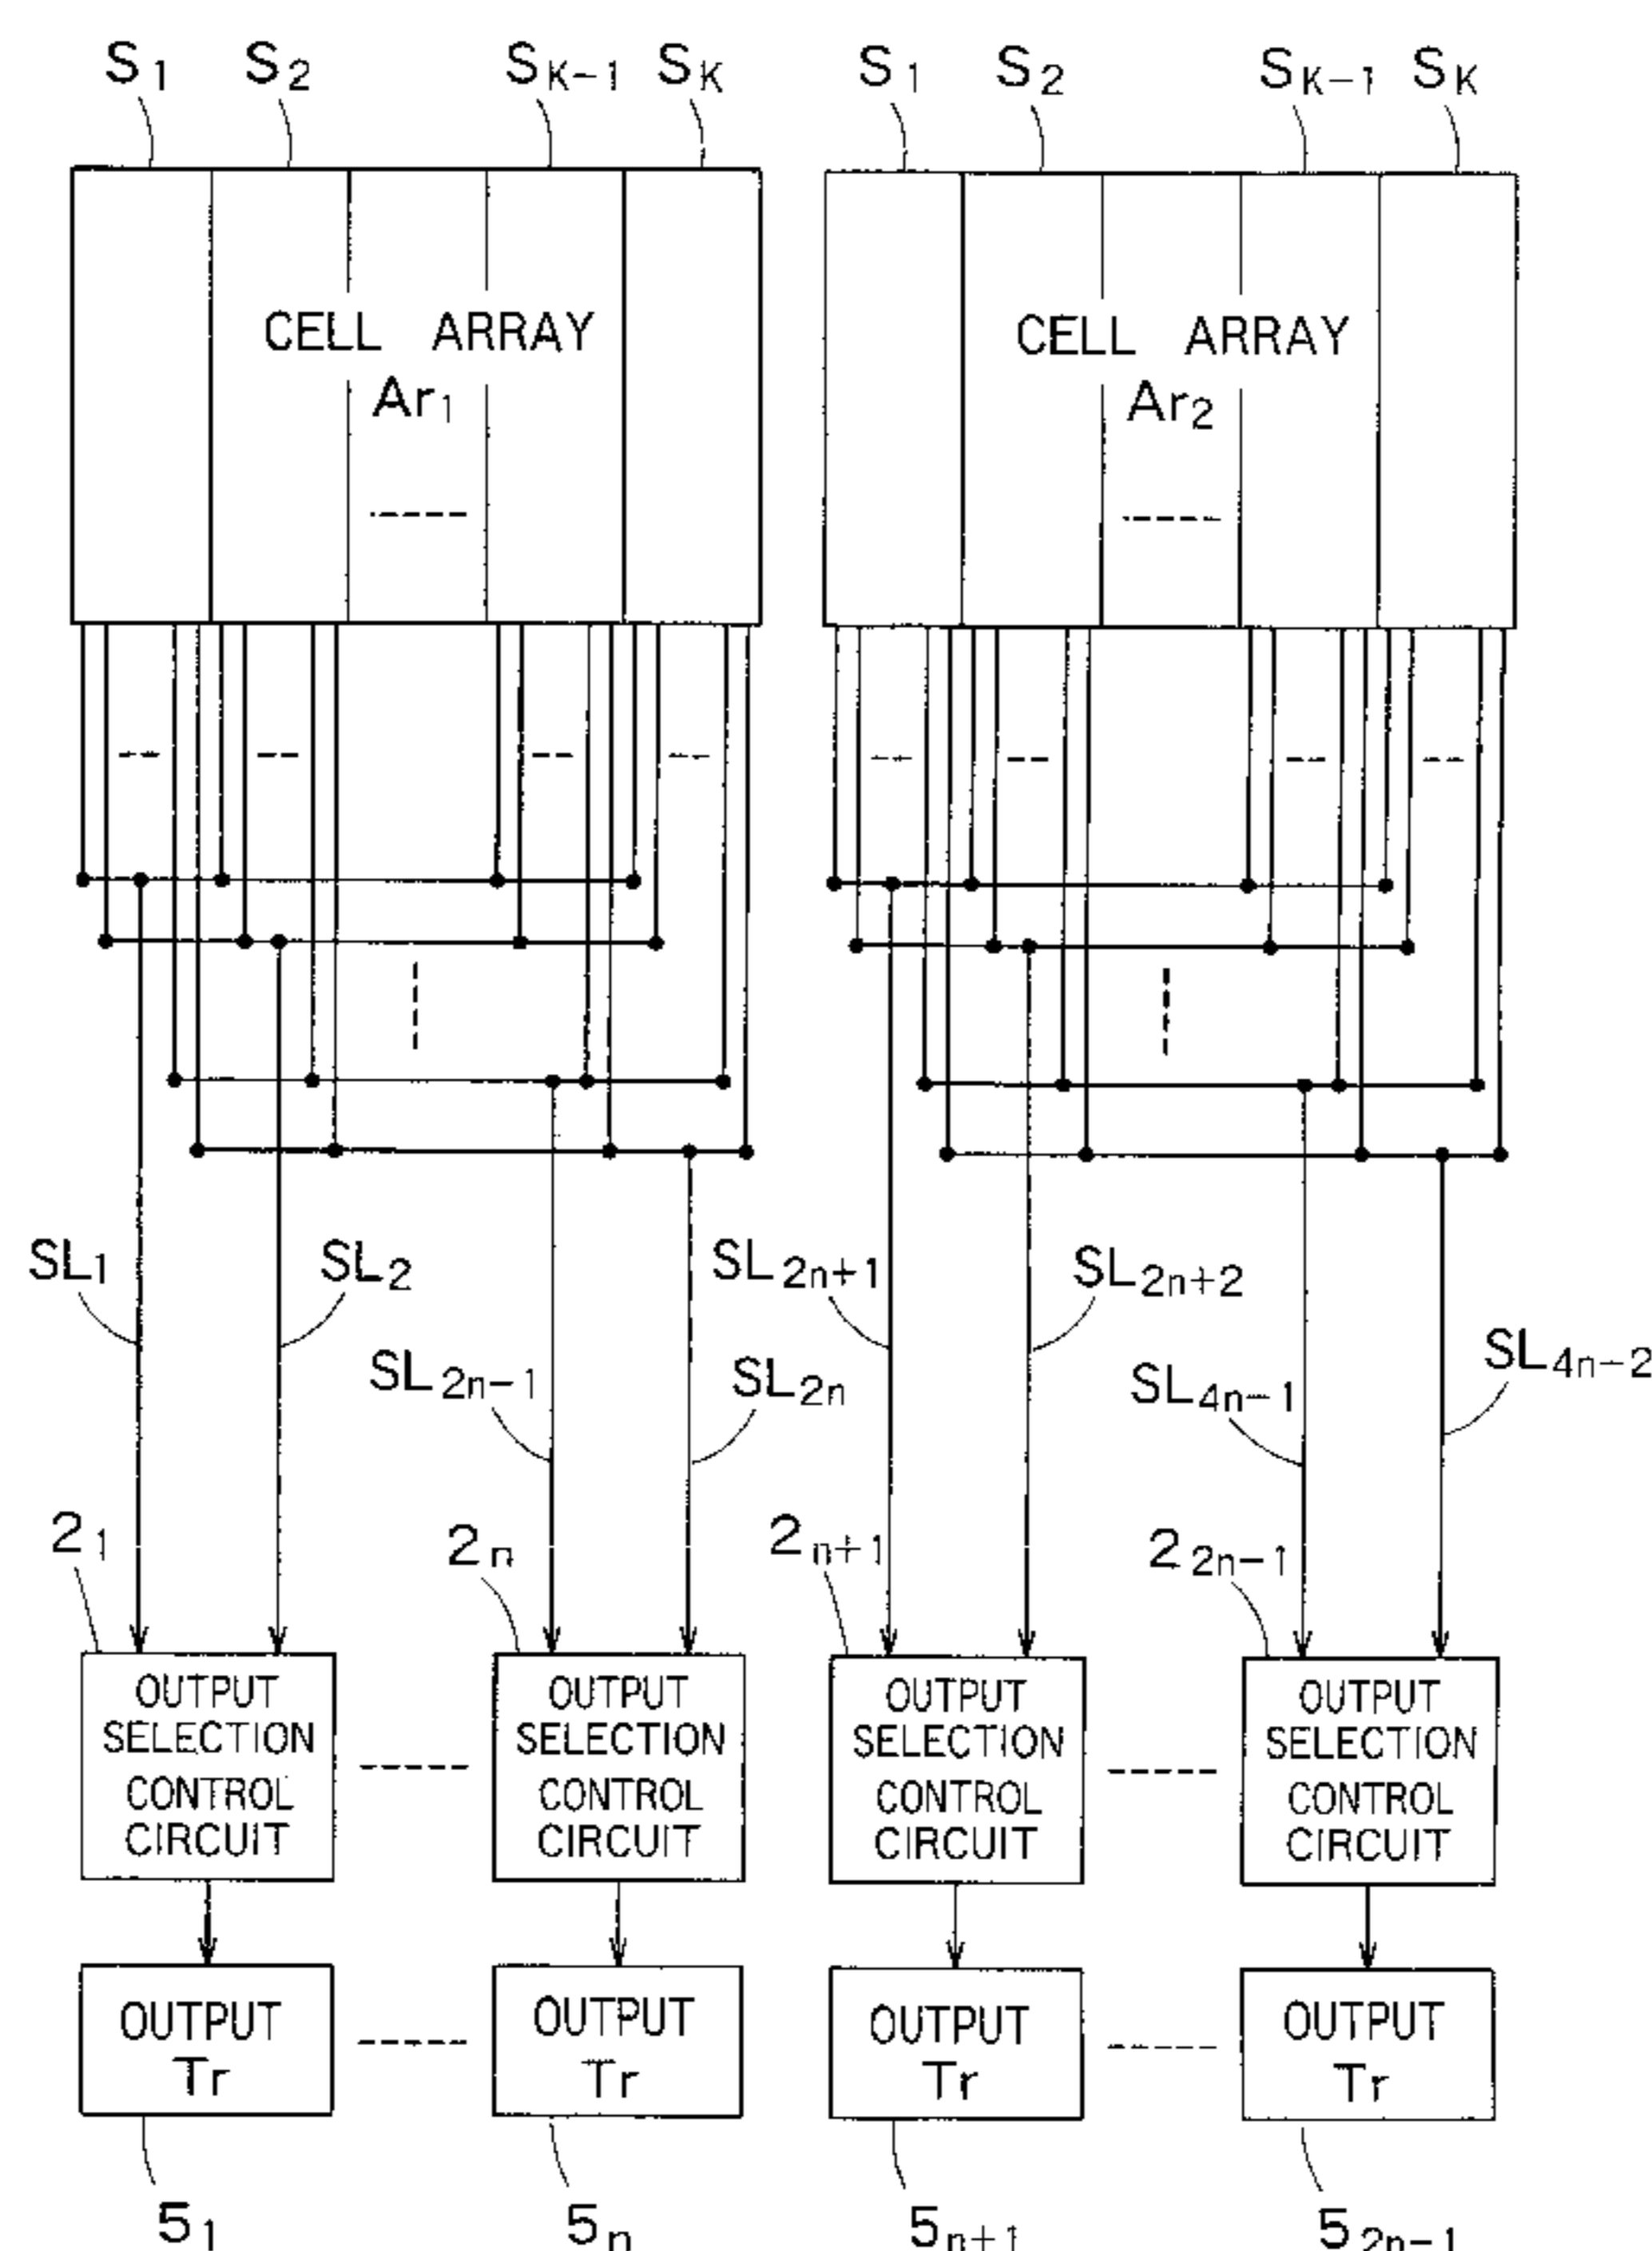 S₁ S₂ Sₖ₋₁ Sₖ S₁ S₂ Sₖ₋₁ Sₖ
CELL ARRAY
Ar₁
CELL ARRAY
Ar₂
SL₁ SL₂ SL₂ₙ₊₁ SL₂ₙ₊₂
SL₂ₙ₋₁ SL₂ₙ SL₄ₙ₋₁ SL₄ₙ₋₂
2₁ 2ₙ 2ₙ₊₁ 2₂ₙ₋₁
OUTPUT
SELECTION
CONTROL
CIRCUIT
OUTPUT
SELECTION
CONTROL
CIRCUIT
OUTPUT
SELECTION
CONTROL
CIRCUIT
OUTPUT
SELECTION
CONTROL
CIRCUIT
OUTPUT
Tr
OUTPUT
Tr
OUTPUT
Tr
OUTPUT
Tr
5₁ 5ₙ 5ₙ₊₁ 5₂ₙ₋₁